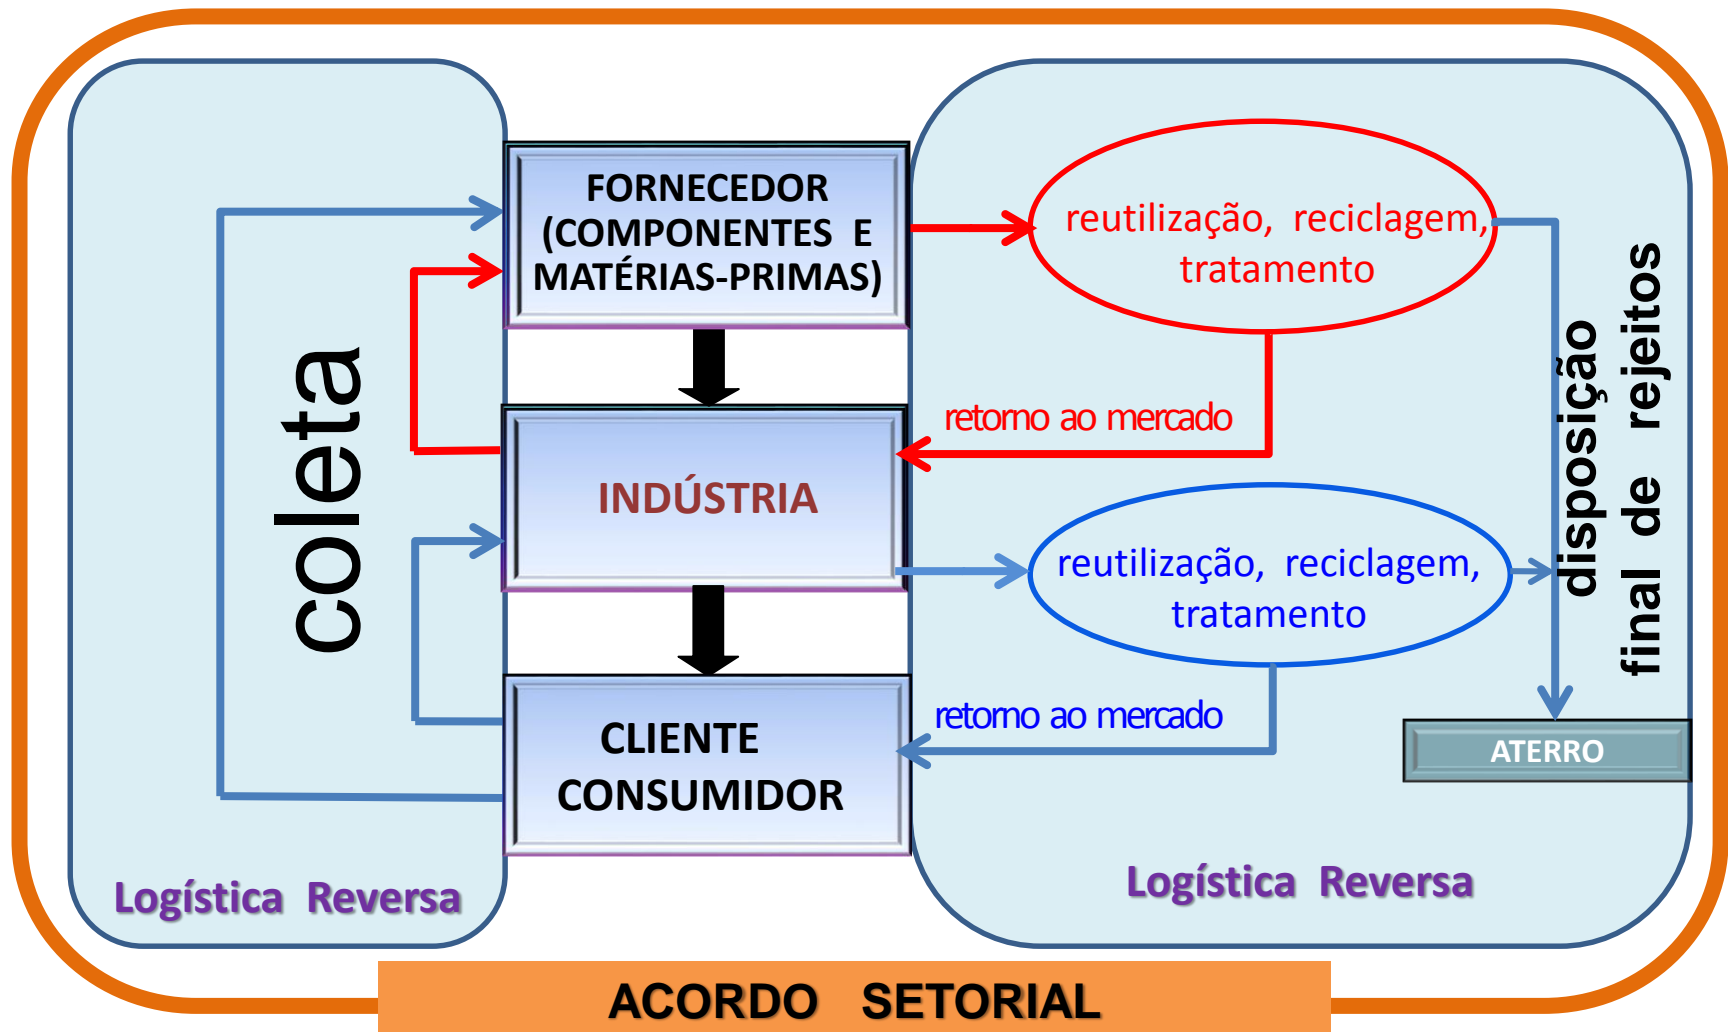 FORNECEDOR
(COMPONENTES E
MATÉRIAS-PRIMAS)
reutilização, reciclagem,
tratamento
retorno ao mercado
coleta
INDÚSTRIA
reutilização, reciclagem,
tratamento
disposição
final de rejeitos
retorno ao mercado
CLIENTE
CONSUMIDOR
ATERRO
Logística Reversa
Logística Reversa
ACORDO SETORIAL